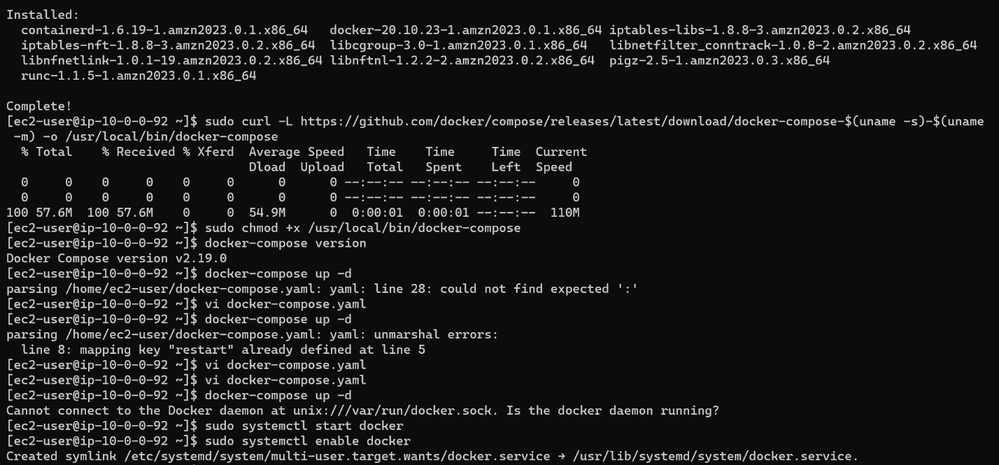 Installed:
  containerd-1.6.19-1.amzn2023.0.1.x86_64   docker-20.10.23-1.amzn2023.0.1.x86_64 iptables-libs-1.8.8-3.amzn2023.0.2.x86_64
  iptables-nft-1.8.8-3.amzn2023.0.2.x86_64  libcgroup-3.0-1.amzn2023.0.1.x86_64   libnetfilter_conntrack-1.0.8-2.amzn2023.0.2.x86_64
  libnfnetlink-1.0.1-19.amzn2023.0.2.x86_64 libnftnl-1.2.2-2.amzn2023.0.2.x86_64  pigz-2.5-1.amzn2023.0.3.x86_64
  runc-1.1.5-1.amzn2023.0.1.x86_64

Complete!
[ec2-user@ip-10-0-0-92 ~]$ sudo curl -L https://github.com/docker/compose/releases/latest/download/docker-compose-$(uname -s)-$(uname
 -m) -o /usr/local/bin/docker-compose
  % Total    % Received % Xferd  Average Speed   Time    Time     Time  Current
                                 Dload  Upload   Total   Spent    Left  Speed
  0     0    0     0    0     0      0      0 --:--:-- --:--:-- --:--:--     0
  0     0    0     0    0     0      0      0 --:--:-- --:--:-- --:--:--     0
100 57.6M  100 57.6M    0     0  54.9M      0  0:00:01  0:00:01 --:--:--  110M
[ec2-user@ip-10-0-0-92 ~]$ sudo chmod +x /usr/local/bin/docker-compose
[ec2-user@ip-10-0-0-92 ~]$ docker-compose version
Docker Compose version v2.19.0
[ec2-user@ip-10-0-0-92 ~]$ docker-compose up -d
parsing /home/ec2-user/docker-compose.yaml: yaml: line 28: could not find expected ':'
[ec2-user@ip-10-0-0-92 ~]$ vi docker-compose.yaml
[ec2-user@ip-10-0-0-92 ~]$ docker-compose up -d
parsing /home/ec2-user/docker-compose.yaml: yaml: unmarshal errors:
  line 8: mapping key "restart" already defined at line 5
[ec2-user@ip-10-0-0-92 ~]$ vi docker-compose.yaml
[ec2-user@ip-10-0-0-92 ~]$ vi docker-compose.yaml
[ec2-user@ip-10-0-0-92 ~]$ docker-compose up -d
Cannot connect to the Docker daemon at unix:///var/run/docker.sock. Is the docker daemon running?
[ec2-user@ip-10-0-0-92 ~]$ sudo systemctl start docker
[ec2-user@ip-10-0-0-92 ~]$ sudo systemctl enable docker
Created symlink /etc/systemd/system/multi-user.target.wants/docker.service → /usr/lib/systemd/system/docker.service.